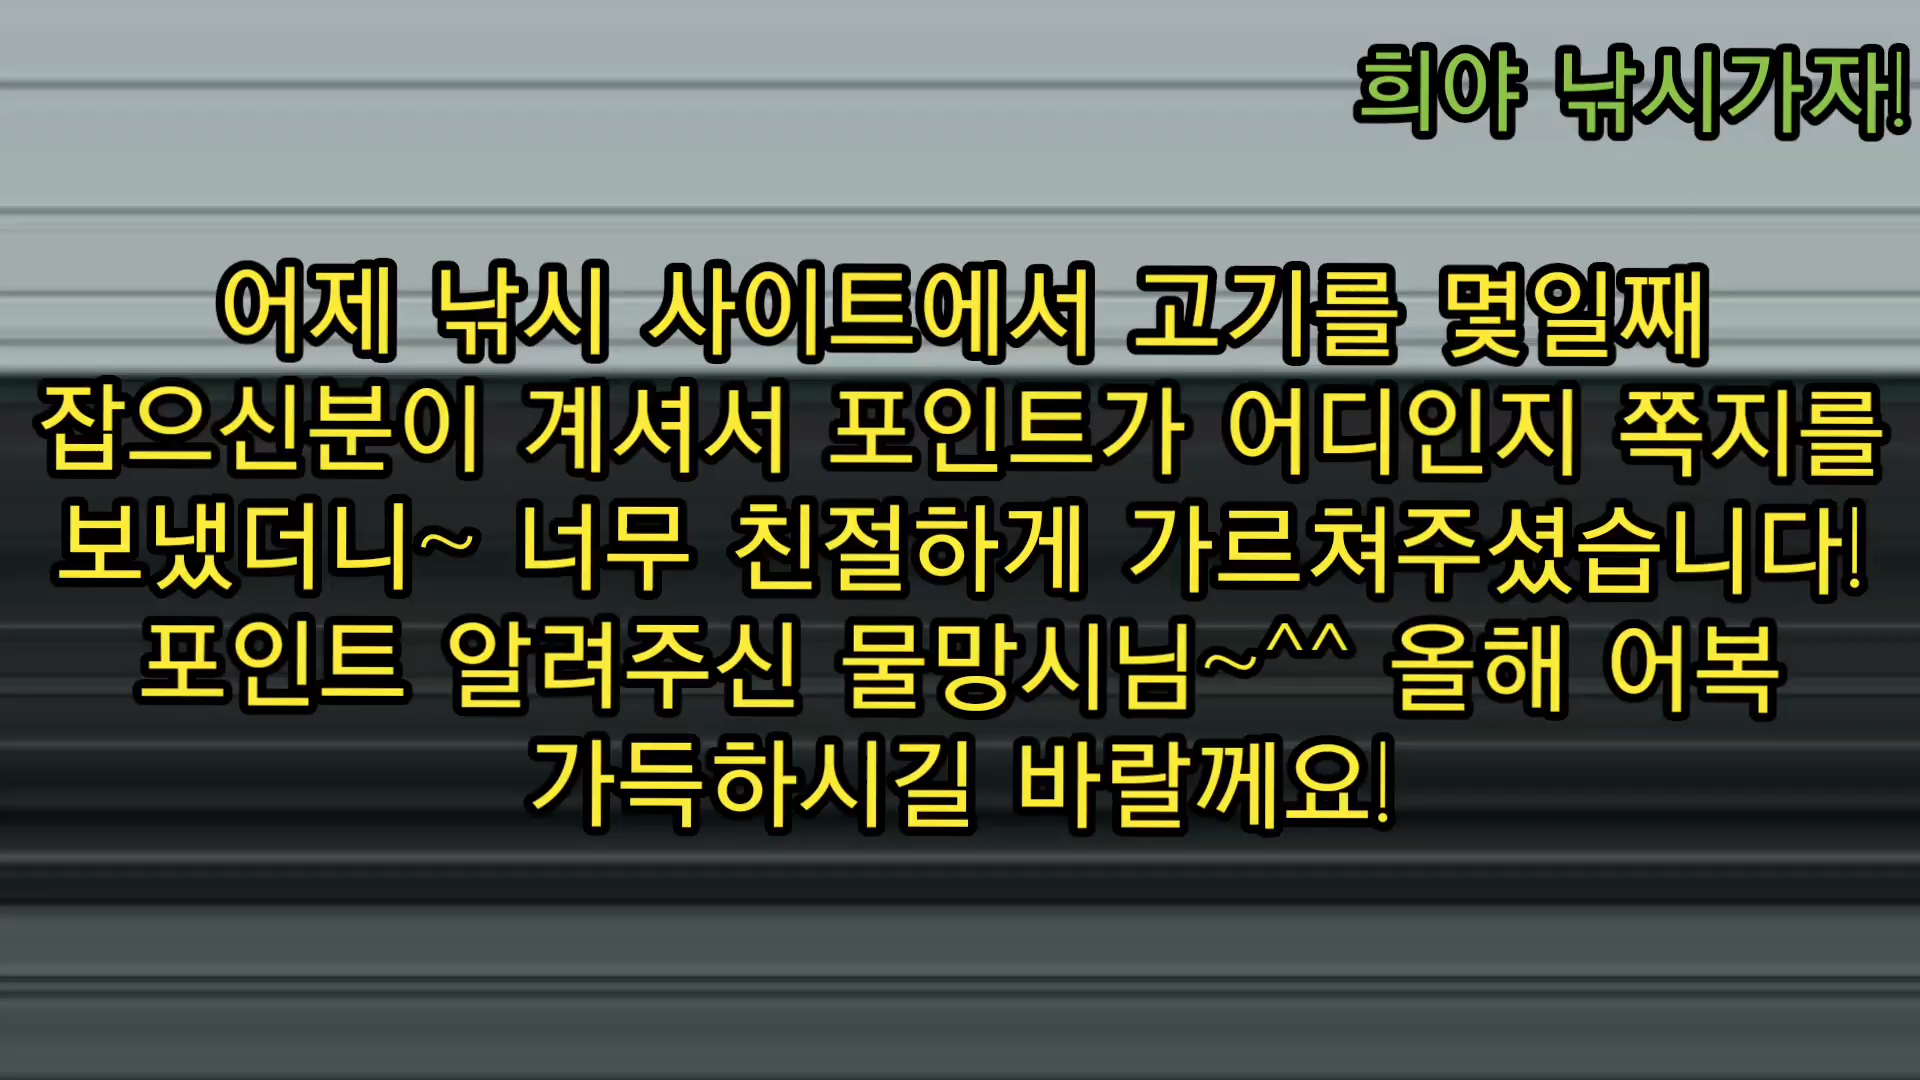 희야 낚시가자!
어제 낚시 사이트에서 고기를 몇일째
잡으신분이 계셔서 포인트가 어디인지 쪽지를
보냈더니~ 너무 친절하게 가르쳐주셨습니다!
포인트 알려주신 물망시님~^^ 올해 어복
가득하시길 바랄께요!